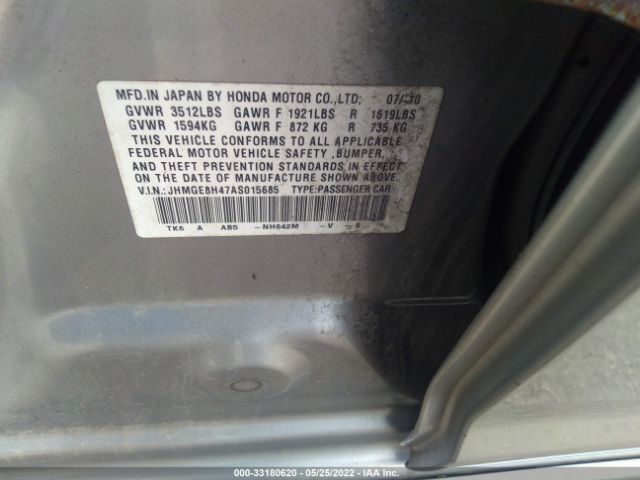 MFD.IN JAPAN BY HONDA MOTOR CO.,LTD; 07/10
GVWR 3512LBS GAWR F 1921LBS R 1619LBS
GVWR 1594KG GAWR F 872 KG R 735 KG
THIS VEHICLE CONFORMS TO ALL APPLICABLE
FEDERAL MOTOR VEHICLE SAFETY ,BUMPER,
AND THEFT PREVENTION STANDARDS IN EFFECT
ON THE DATE OF MANUFACTURE SHOWN ABOVE.
V.I.N.: JHMGE8H47AS015685 TYPE:PASSENGER CAR
TK6 A AB5 -NH642M -V -
000-33180620 - 05/25/2022 - IAA Inc.